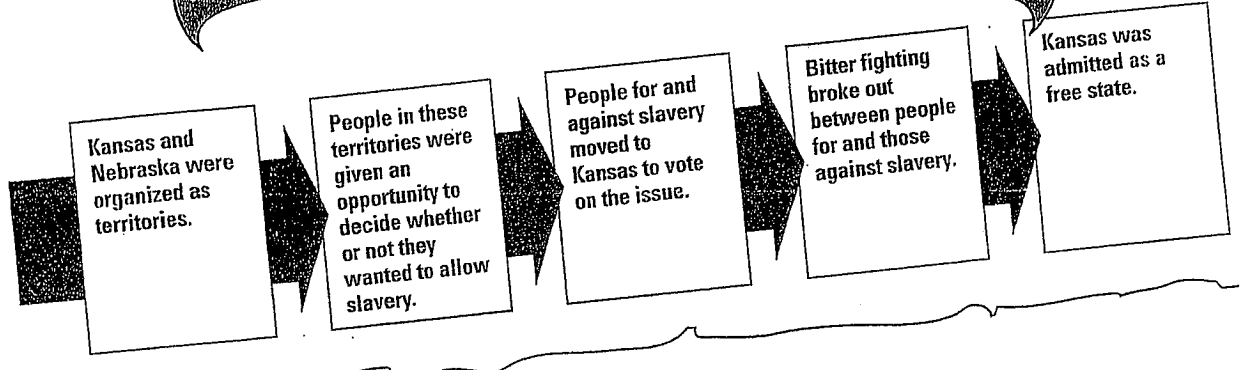 Kansas and
Nebraska were
organized as
territories.
People in these
territories were
given an
opportunity to
decide whether
or not they
wanted to allow
slavery.
People for and
against slavery
moved to
Kansas to vote
on the issue.
Bitter fighting
broke out
between people
for and those
against slavery.
Kansas was
admitted as a
free state.